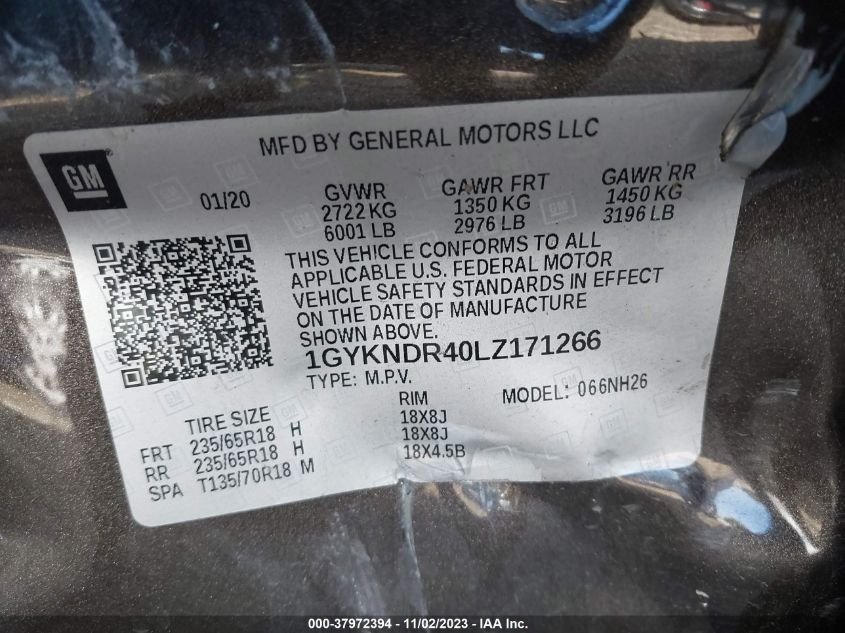 MFD BY GENERAL MOTORS LLC
GM
01/20
GVWR GAWR FRT GAWR RR
2722 KG 1350 KG 1450 KG
6001 LB 2976 LB 3196 LB
THIS VEHICLE CONFORMS TO ALL
APPLICABLE U.S. FEDERAL MOTOR
VEHICLE SAFETY STANDARDS IN EFFECT
ON THE DATE OF MANUFACTURE
SHOWN ABOVE.
1GYKNDR40LZ171266
TYPE: M.P.V. MODEL: 066NH26
TIRE SIZE RIM
FRT 235/65R18 H 18X8J
RR 235/65R18 H 18X8J
SPA T135/70R18 M 18X4.5B
000-37972394 - 11/02/2023 - IAA Inc.